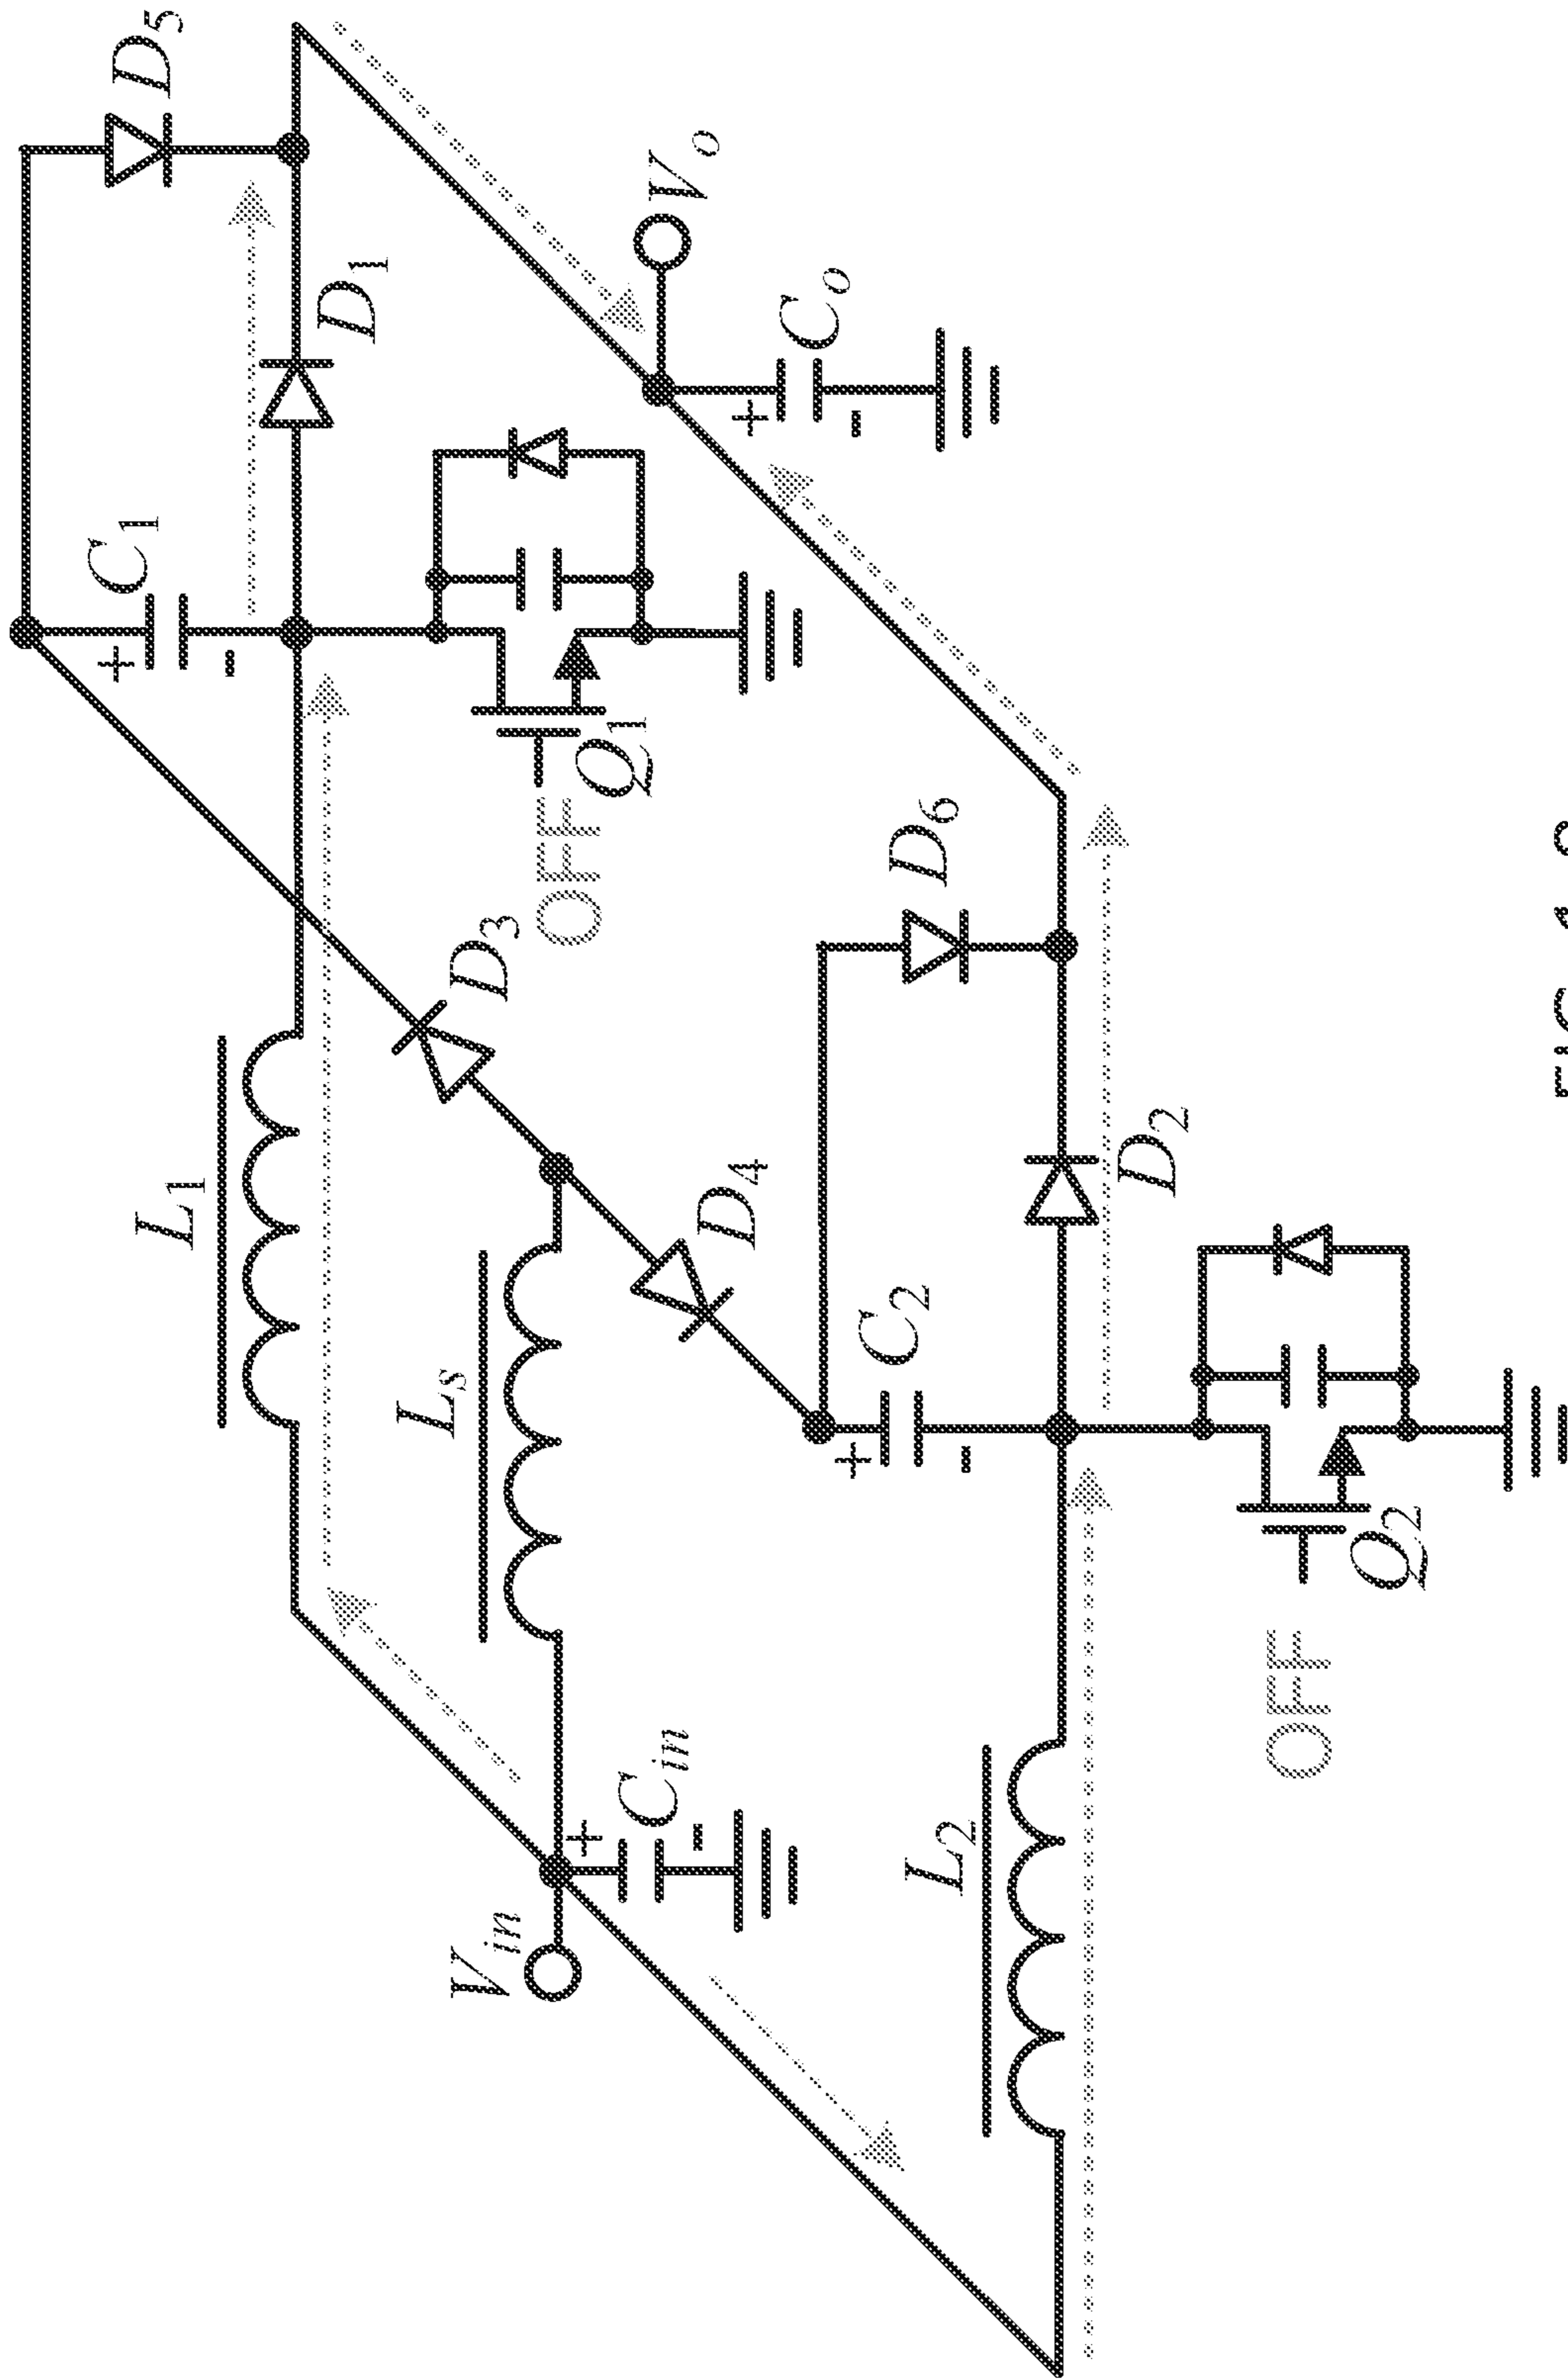 D5
C1
L1
D1
Vo
D3
OFF
Q1
Co
Ls
Vin
Cin
D4
D6
C2
L2
D2
OFF
Q2
+
-
+
-
+
-
+
-